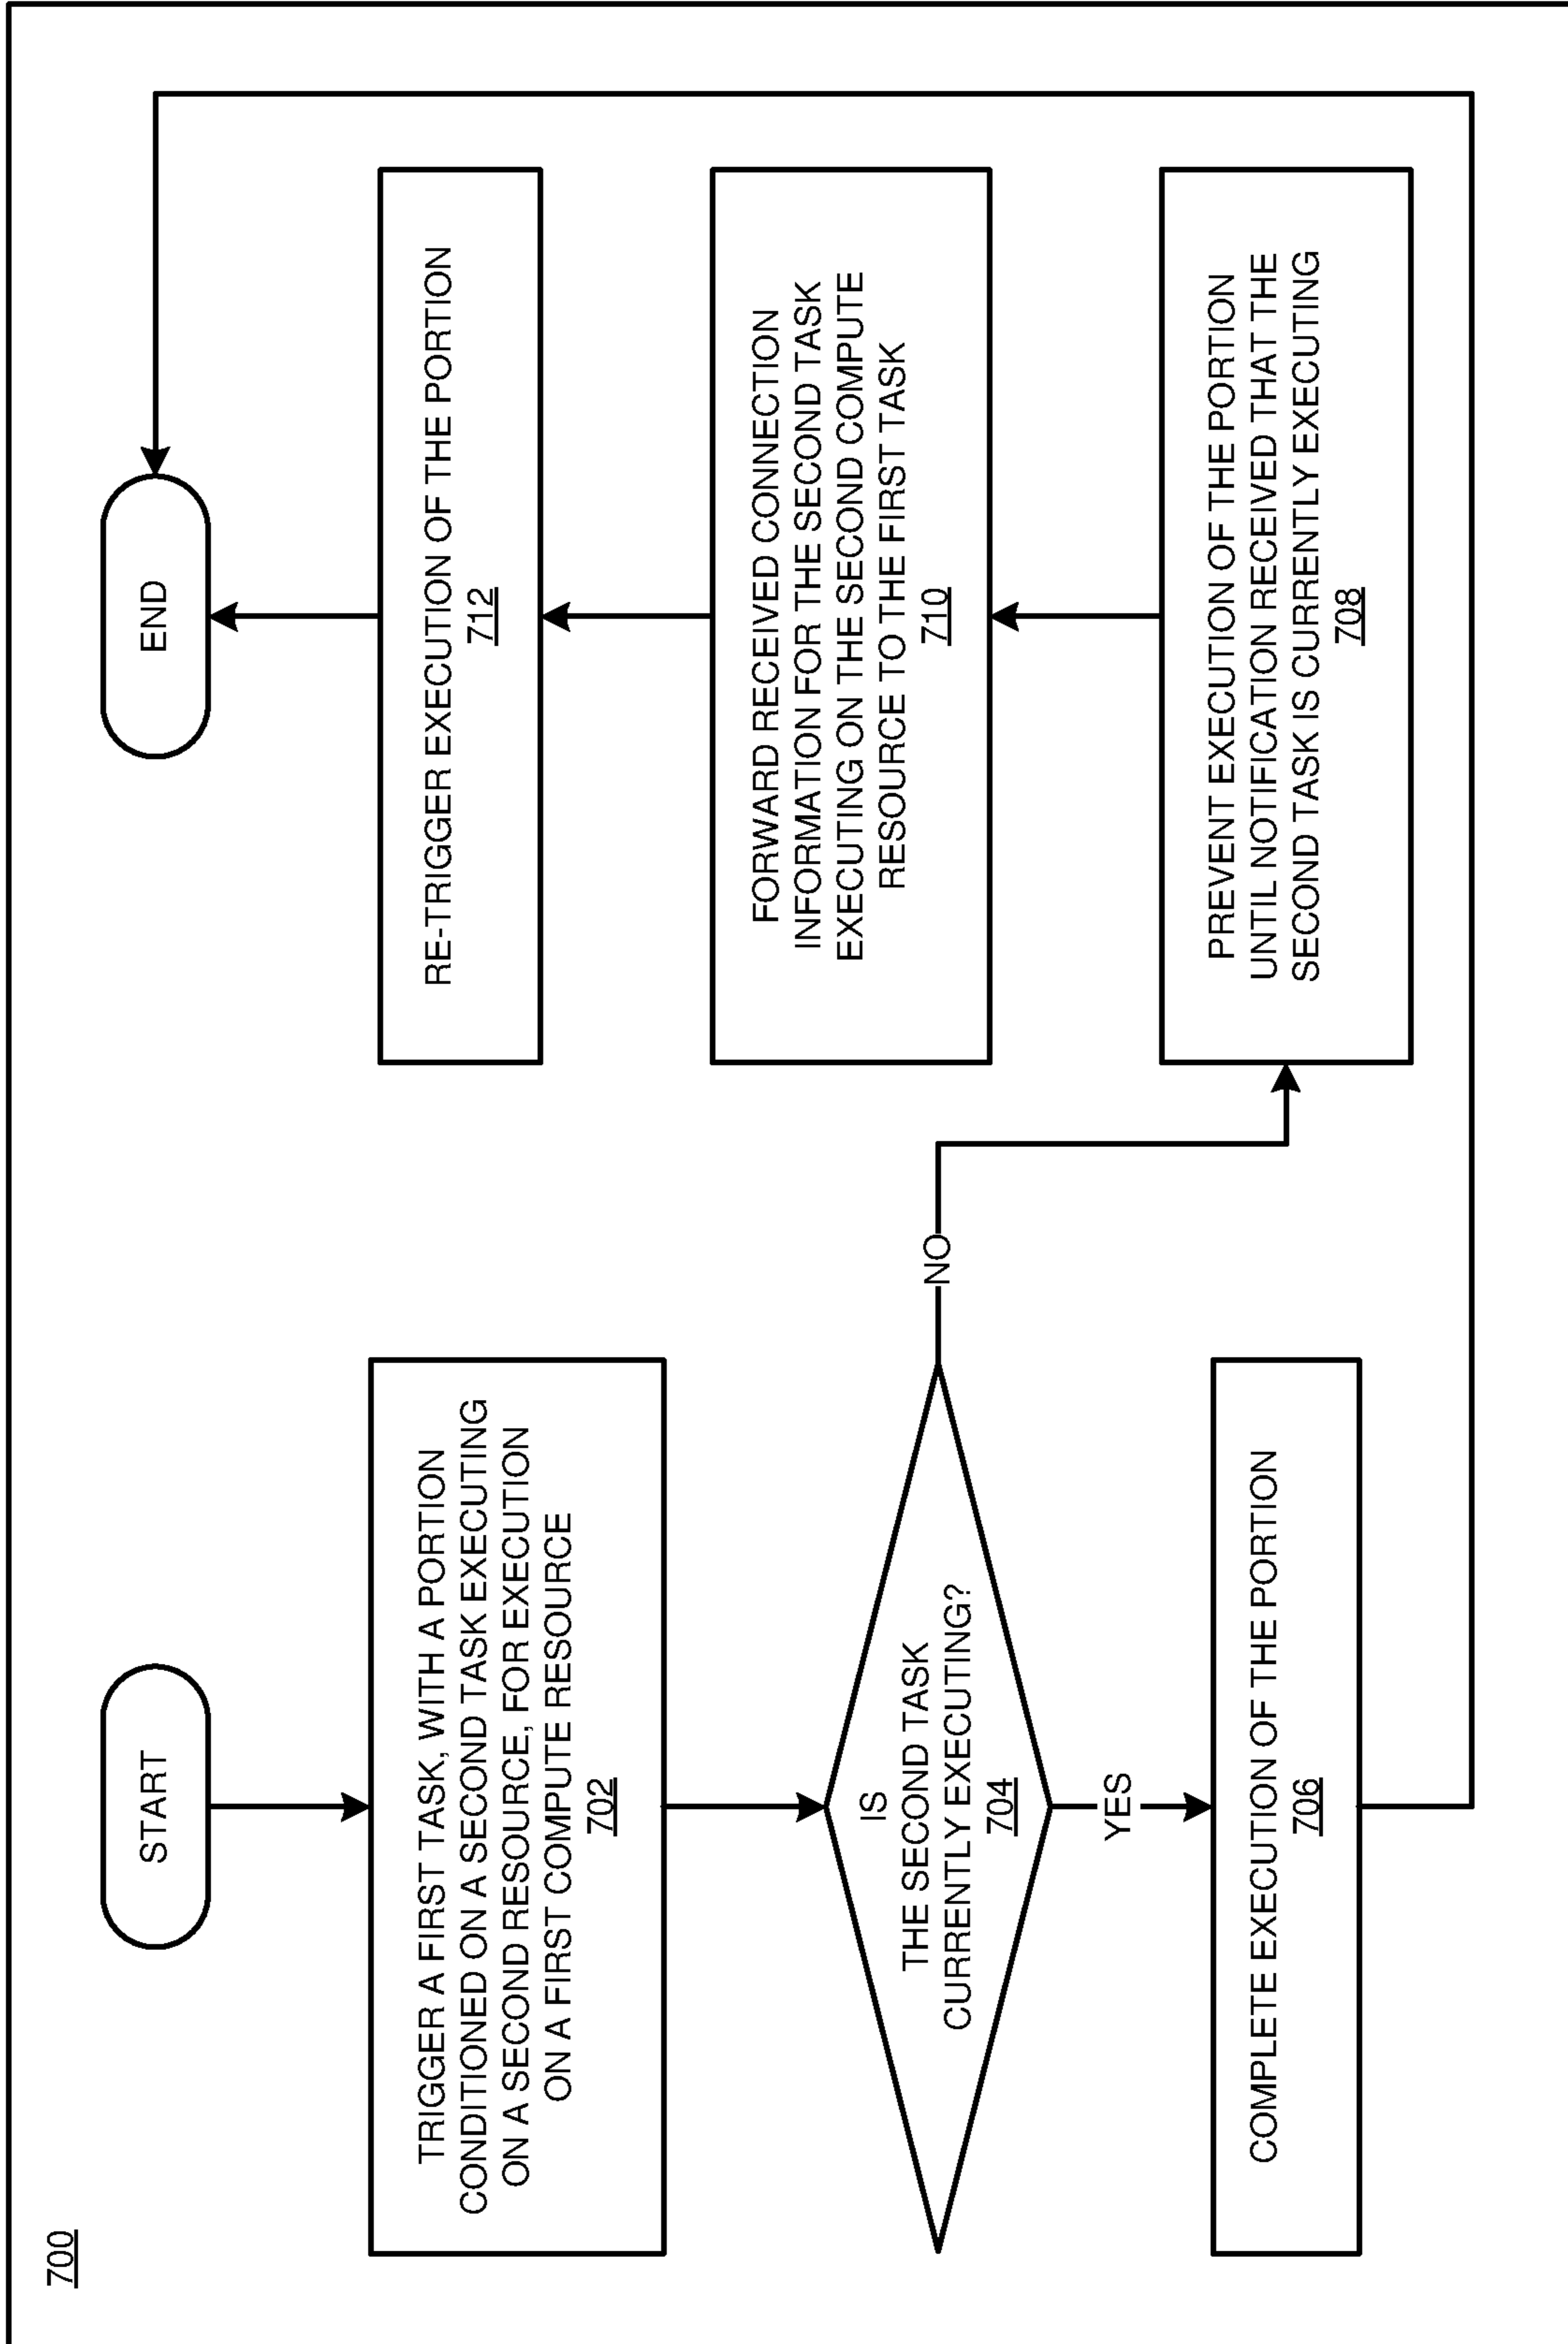 700
START
TRIGGER A FIRST TASK, WITH A PORTION
CONDITIONED ON A SECOND TASK EXECUTING
ON A SECOND RESOURCE, FOR EXECUTION
ON A FIRST COMPUTE RESOURCE
702
IS
THE SECOND TASK
CURRENTLY EXECUTING?
704
YES
NO
COMPLETE EXECUTION OF THE PORTION
706
PREVENT EXECUTION OF THE PORTION
UNTIL NOTIFICATION RECEIVED THAT THE
SECOND TASK IS CURRENTLY EXECUTING
708
FORWARD RECEIVED CONNECTION
INFORMATION FOR THE SECOND TASK
EXECUTING ON THE SECOND COMPUTE
RESOURCE TO THE FIRST TASK
710
RE-TRIGGER EXECUTION OF THE PORTION
712
END